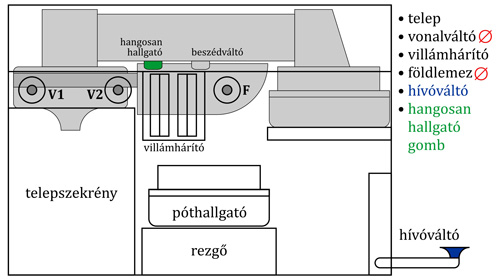 hangosan
hallgató
beszédváltó
V1
V2
F
villámhárító
telepszekrény
póthallgató
rezgő
• telep
• vonalváltó ∅
• villámhárító
• földlemez ∅
• hívóváltó
• hangosan
hallgató
gomb
hívóváltó